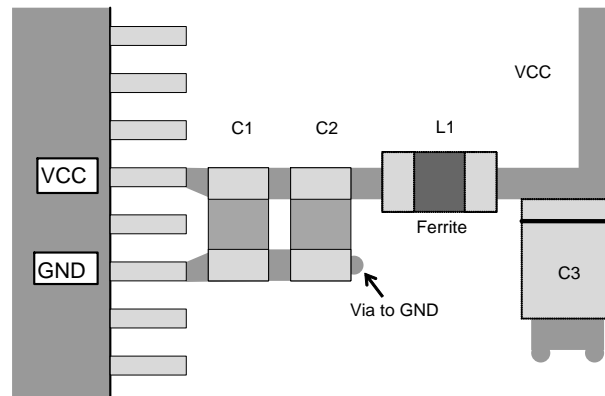 VCC
C1
C2
L1
VCC
Ferrite
GND
C3
Via to GND